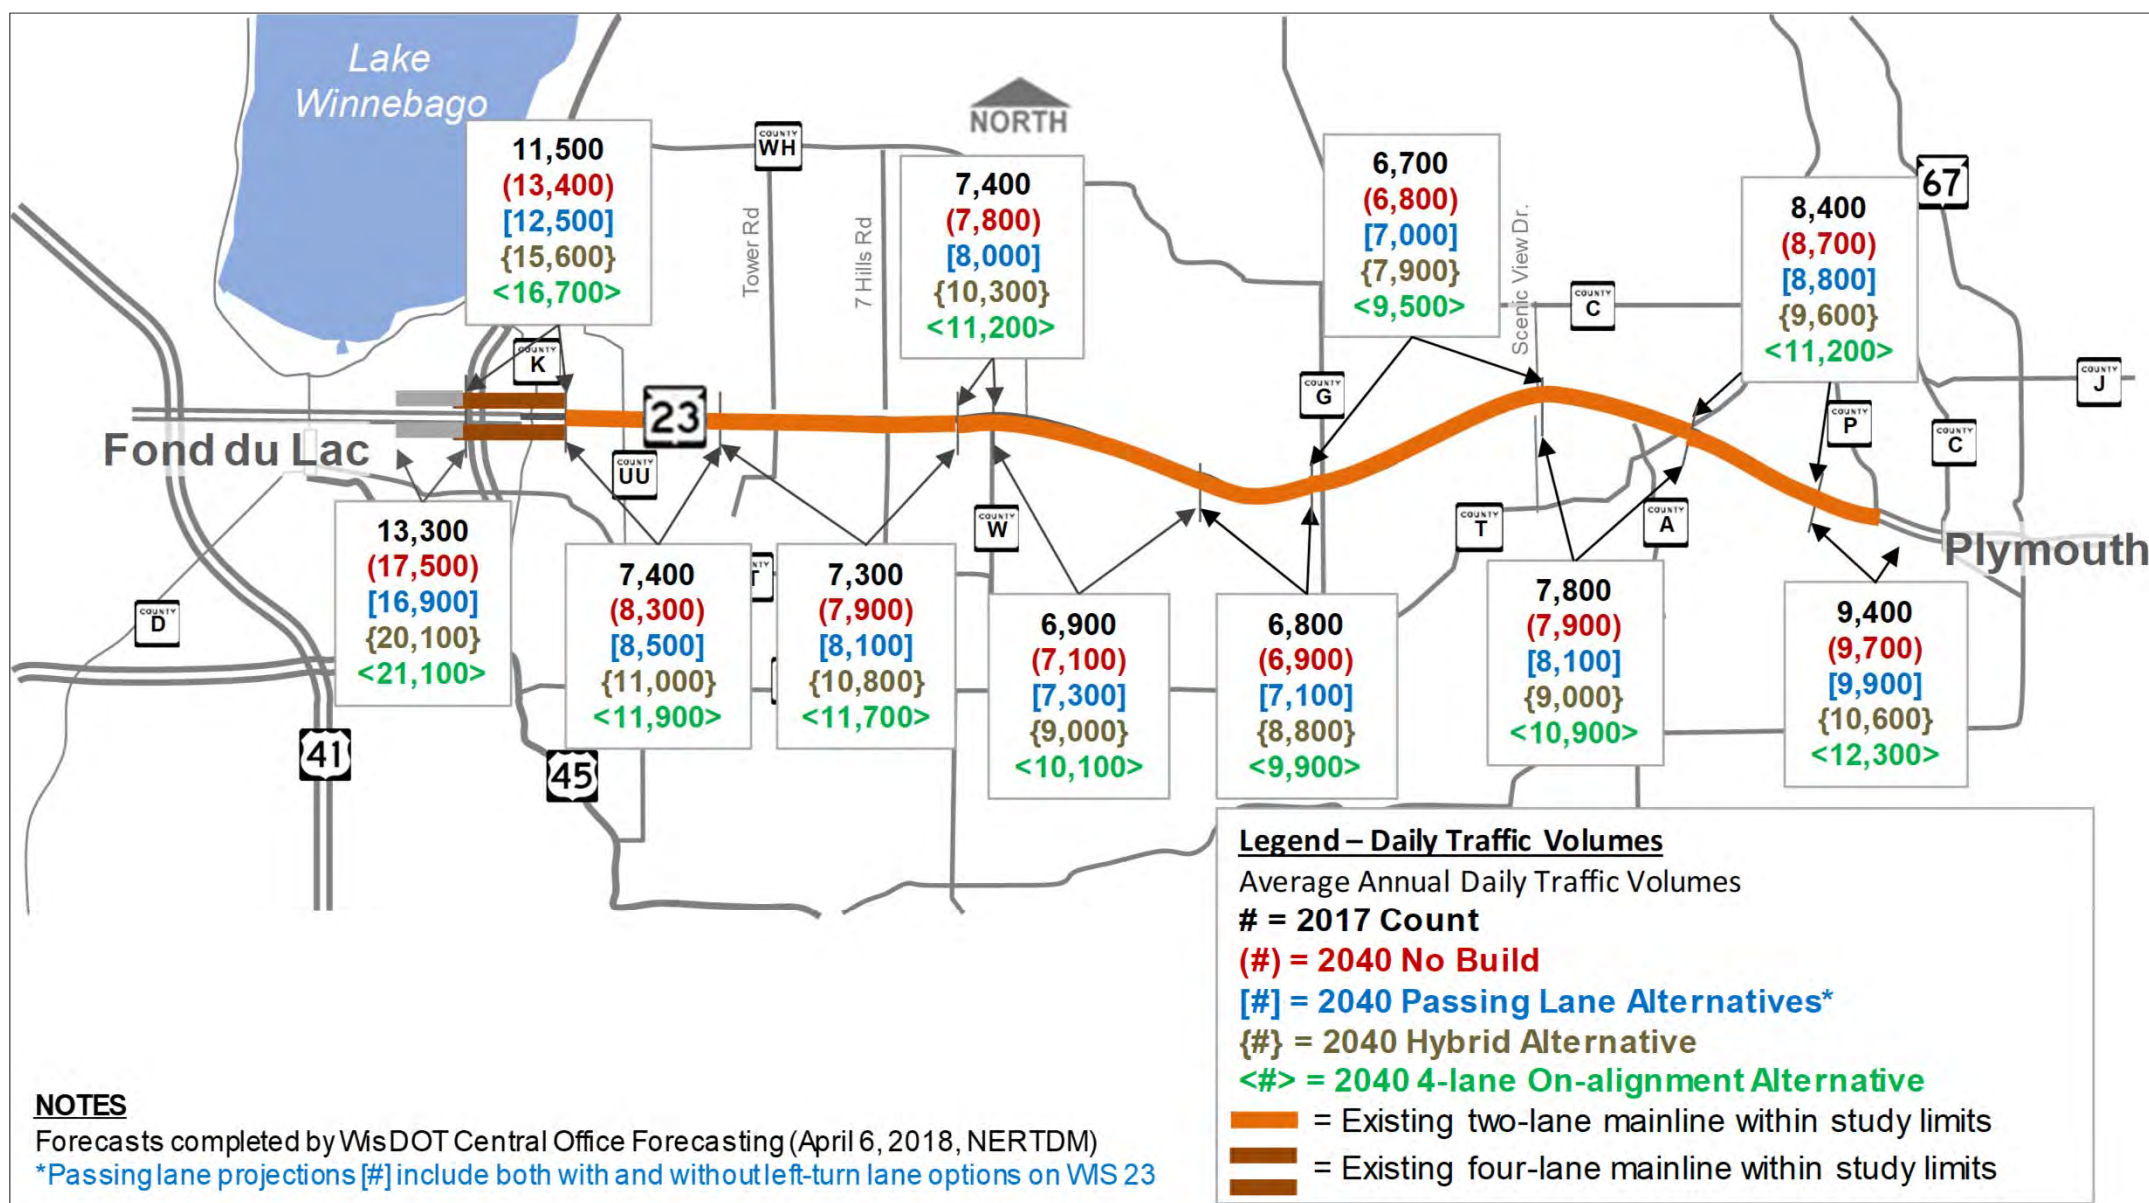 Lake
Winnebago
NORTH
11,500
(13,400)
[12,500]
{15,600}
<16,700>
COUNTY
WH
7,400
(7,800)
[8,000]
{10,300}
<11,200>
6,700
(6,800)
[7,000]
{7,900}
<9,500>
8,400
(8,700)
[8,800]
{9,600}
<11,200>
67
Tower Rd
7 Hills Rd
Scenic View Dr.
COUNTY
C
COUNTY
K
COUNTY
G
COUNTY
J
COUNTY
P
COUNTY
C
23
Fond du Lac
COUNTY
UU
COUNTY
W
COUNTY
T
COUNTY
A
Plymouth
13,300
(17,500)
[16,900]
{20,100}
<21,100>
7,400
(8,300)
[8,500]
{11,000}
<11,900>
NTY
T
7,300
(7,900)
[8,100]
{10,800}
<11,700>
6,900
(7,100)
[7,300]
{9,000}
<10,100>
6,800
(6,900)
[7,100]
{8,800}
<9,900>
7,800
(7,900)
[8,100]
{9,000}
<10,900>
9,400
(9,700)
[9,900]
{10,600}
<12,300>
COUNTY
D
41
45
Legend – Daily Traffic Volumes
Average Annual Daily Traffic Volumes
# = 2017 Count
(#) = 2040 No Build
[#] = 2040 Passing Lane Alternatives*
{#} = 2040 Hybrid Alternative
<#> = 2040 4-lane On-alignment Alternative
= Existing two-lane mainline within study limits
= Existing four-lane mainline within study limits
NOTES
Forecasts completed by WisDOT Central Office Forecasting (April 6, 2018, NERTDM)
*Passing lane projections [#] include both with and without left-turn lane options on WIS 23